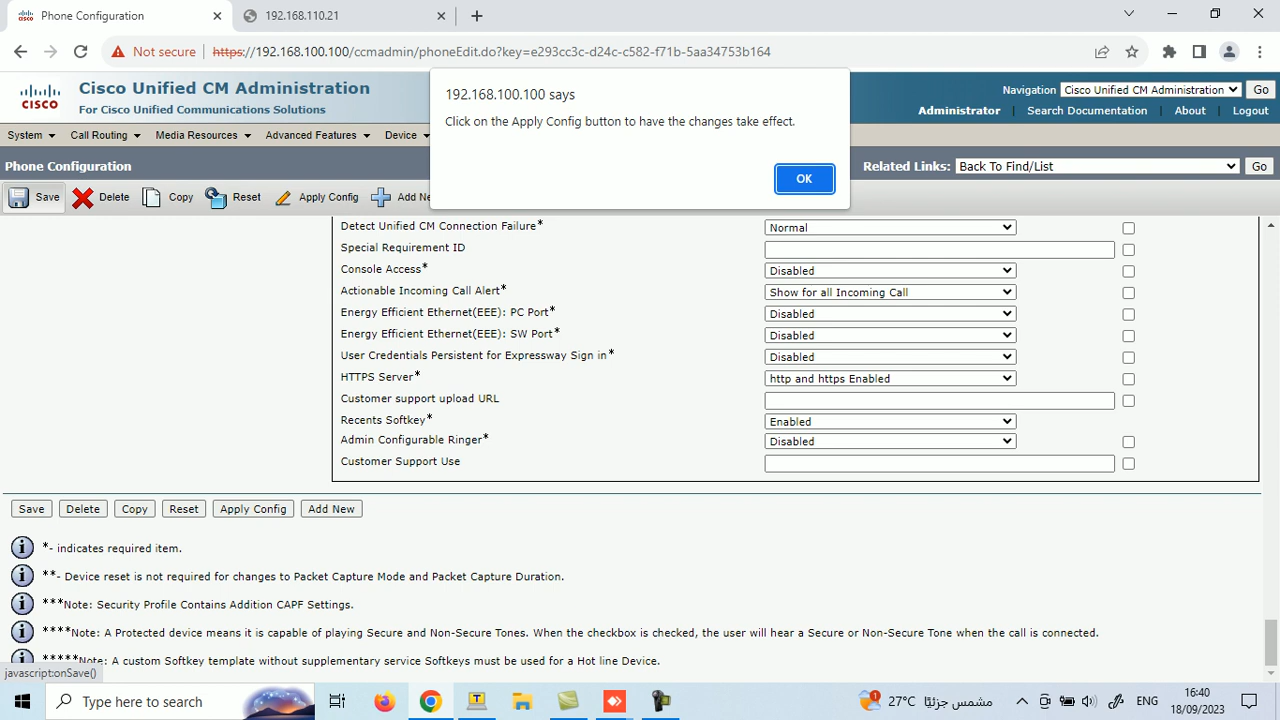 Phone Configuration
192.168.110.21
Not secure
https://192.168.100.100/ccmadmin/phoneEdit.do?key=e293cc3c-d24c-c582-f71b-5aa34753b164
192.168.100.100 says
Click on the Apply Config button to have the changes take effect.
OK
CISCO
Cisco Unified CM Administration
For Cisco Unified Communications Solutions
Navigation Cisco Unified CM Administration Go
Administrator | Search Documentation | About | Logout
System Call Routing Media Resources Advanced Features Device
Phone Configuration
Related Links: Back To Find/List Go
Save Delete Copy Reset Apply Config Add Ne
Detect Unified CM Connection Failure* Normal
Special Requirement ID
Console Access* Disabled
Actionable Incoming Call Alert* Show for all Incoming Call
Energy Efficient Ethernet(EEE): PC Port* Disabled
Energy Efficient Ethernet(EEE): SW Port* Disabled
User Credentials Persistent for Expressway Sign in* Disabled
HTTPS Server* http and https Enabled
Customer support upload URL
Recents Softkey* Enabled
Admin Configurable Ringer* Disabled
Customer Support Use
Save Delete Copy Reset Apply Config Add New
*- indicates required item.
**- Device reset is not required for changes to Packet Capture Mode and Packet Capture Duration.
***Note: Security Profile Contains Addition CAPF Settings.
****Note: A Protected device means it is capable of playing Secure and Non-Secure Tones. When the checkbox is checked, the user will hear a Secure or Non-Secure Tone when the call is connected.
*****Note: A custom Softkey template without supplementary service Softkeys must be used for a Hot line Device.
javascript:onSave()
Type here to search
1
27°C مشمس جزئيًا
ENG
16:40
18/09/2023